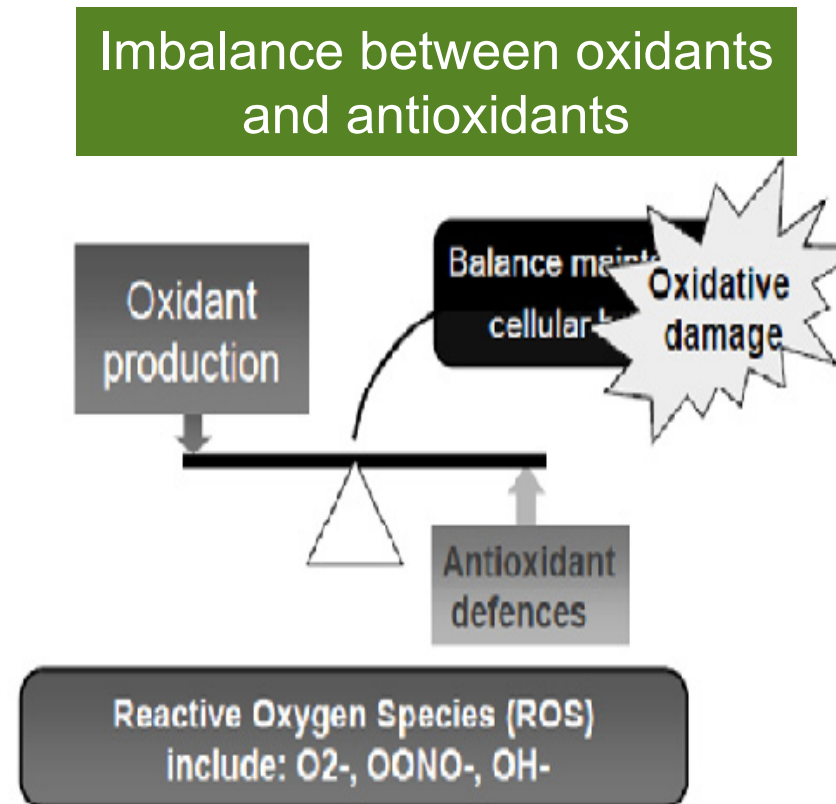 Imbalance between oxidants
and antioxidants
Oxidant
production
Balance
cellular
Oxidative
damage
Antioxidant
defences
Reactive Oxygen Species (ROS)
include: O2-, OONO-, OH-